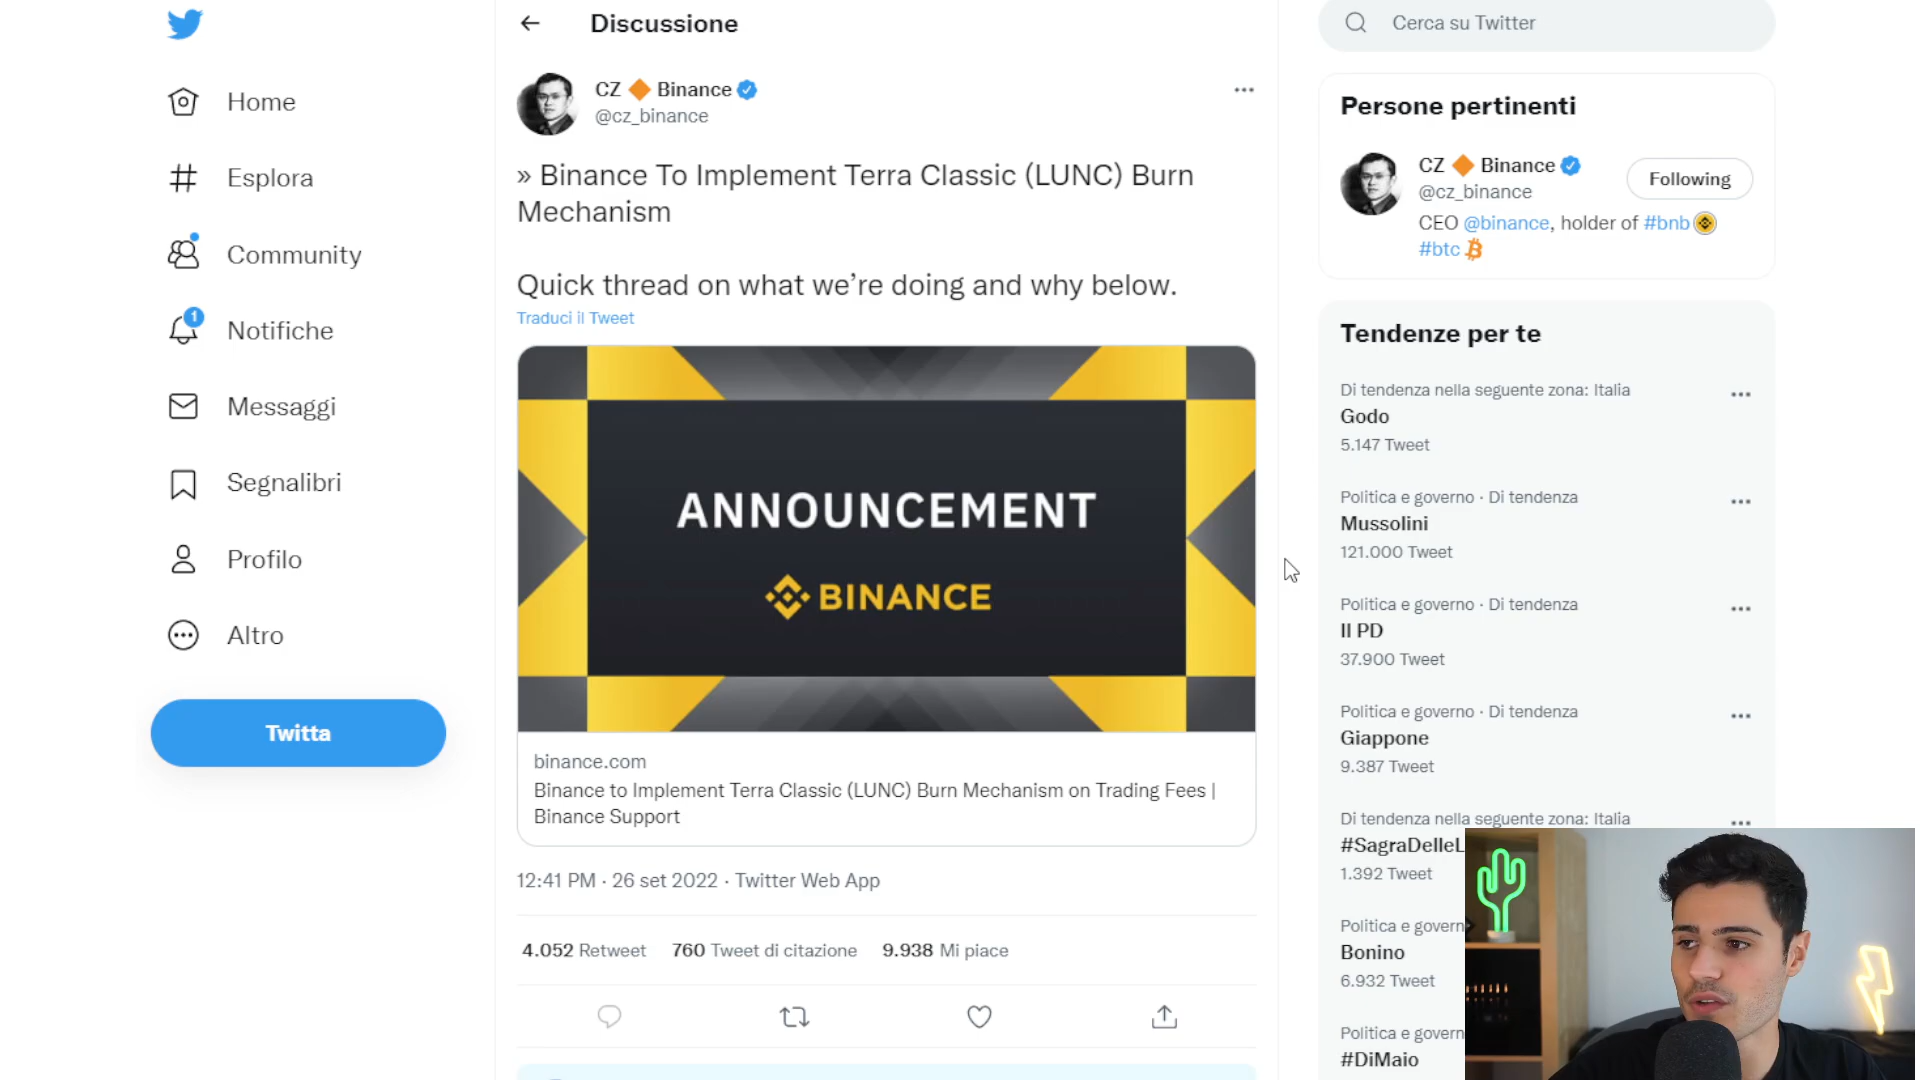 Home
Esplora
Community
1
Notifiche
Messaggi
Segnalibri
Profilo
Altro
Twitta
Discussione
CZ 🔶 Binance
@cz_binance
» Binance To Implement Terra Classic (LUNC) Burn
Mechanism
Quick thread on what we’re doing and why below.
Traduci il Tweet
ANNOUNCEMENT
BINANCE
binance.com
Binance to Implement Terra Classic (LUNC) Burn Mechanism on Trading Fees |
Binance Support
12:41 PM · 26 set 2022 · Twitter Web App
4.052 Retweet 760 Tweet di citazione 9.938 Mi piace
Cerca su Twitter
Persone pertinenti
CZ 🔶 Binance
@cz_binance
Following
CEO @binance, holder of #bnb
#btc
Tendenze per te
Di tendenza nella seguente zona: Italia
Godo
5.147 Tweet
Politica e governo · Di tendenza
Mussolini
121.000 Tweet
Politica e governo · Di tendenza
Il PD
37.900 Tweet
Politica e governo · Di tendenza
Giappone
9.387 Tweet
Di tendenza nella seguente zona: Italia
#SagraDelleL
1.392 Tweet
Politica e govern
Bonino
6.932 Tweet
Politica e govern
#DiMaio